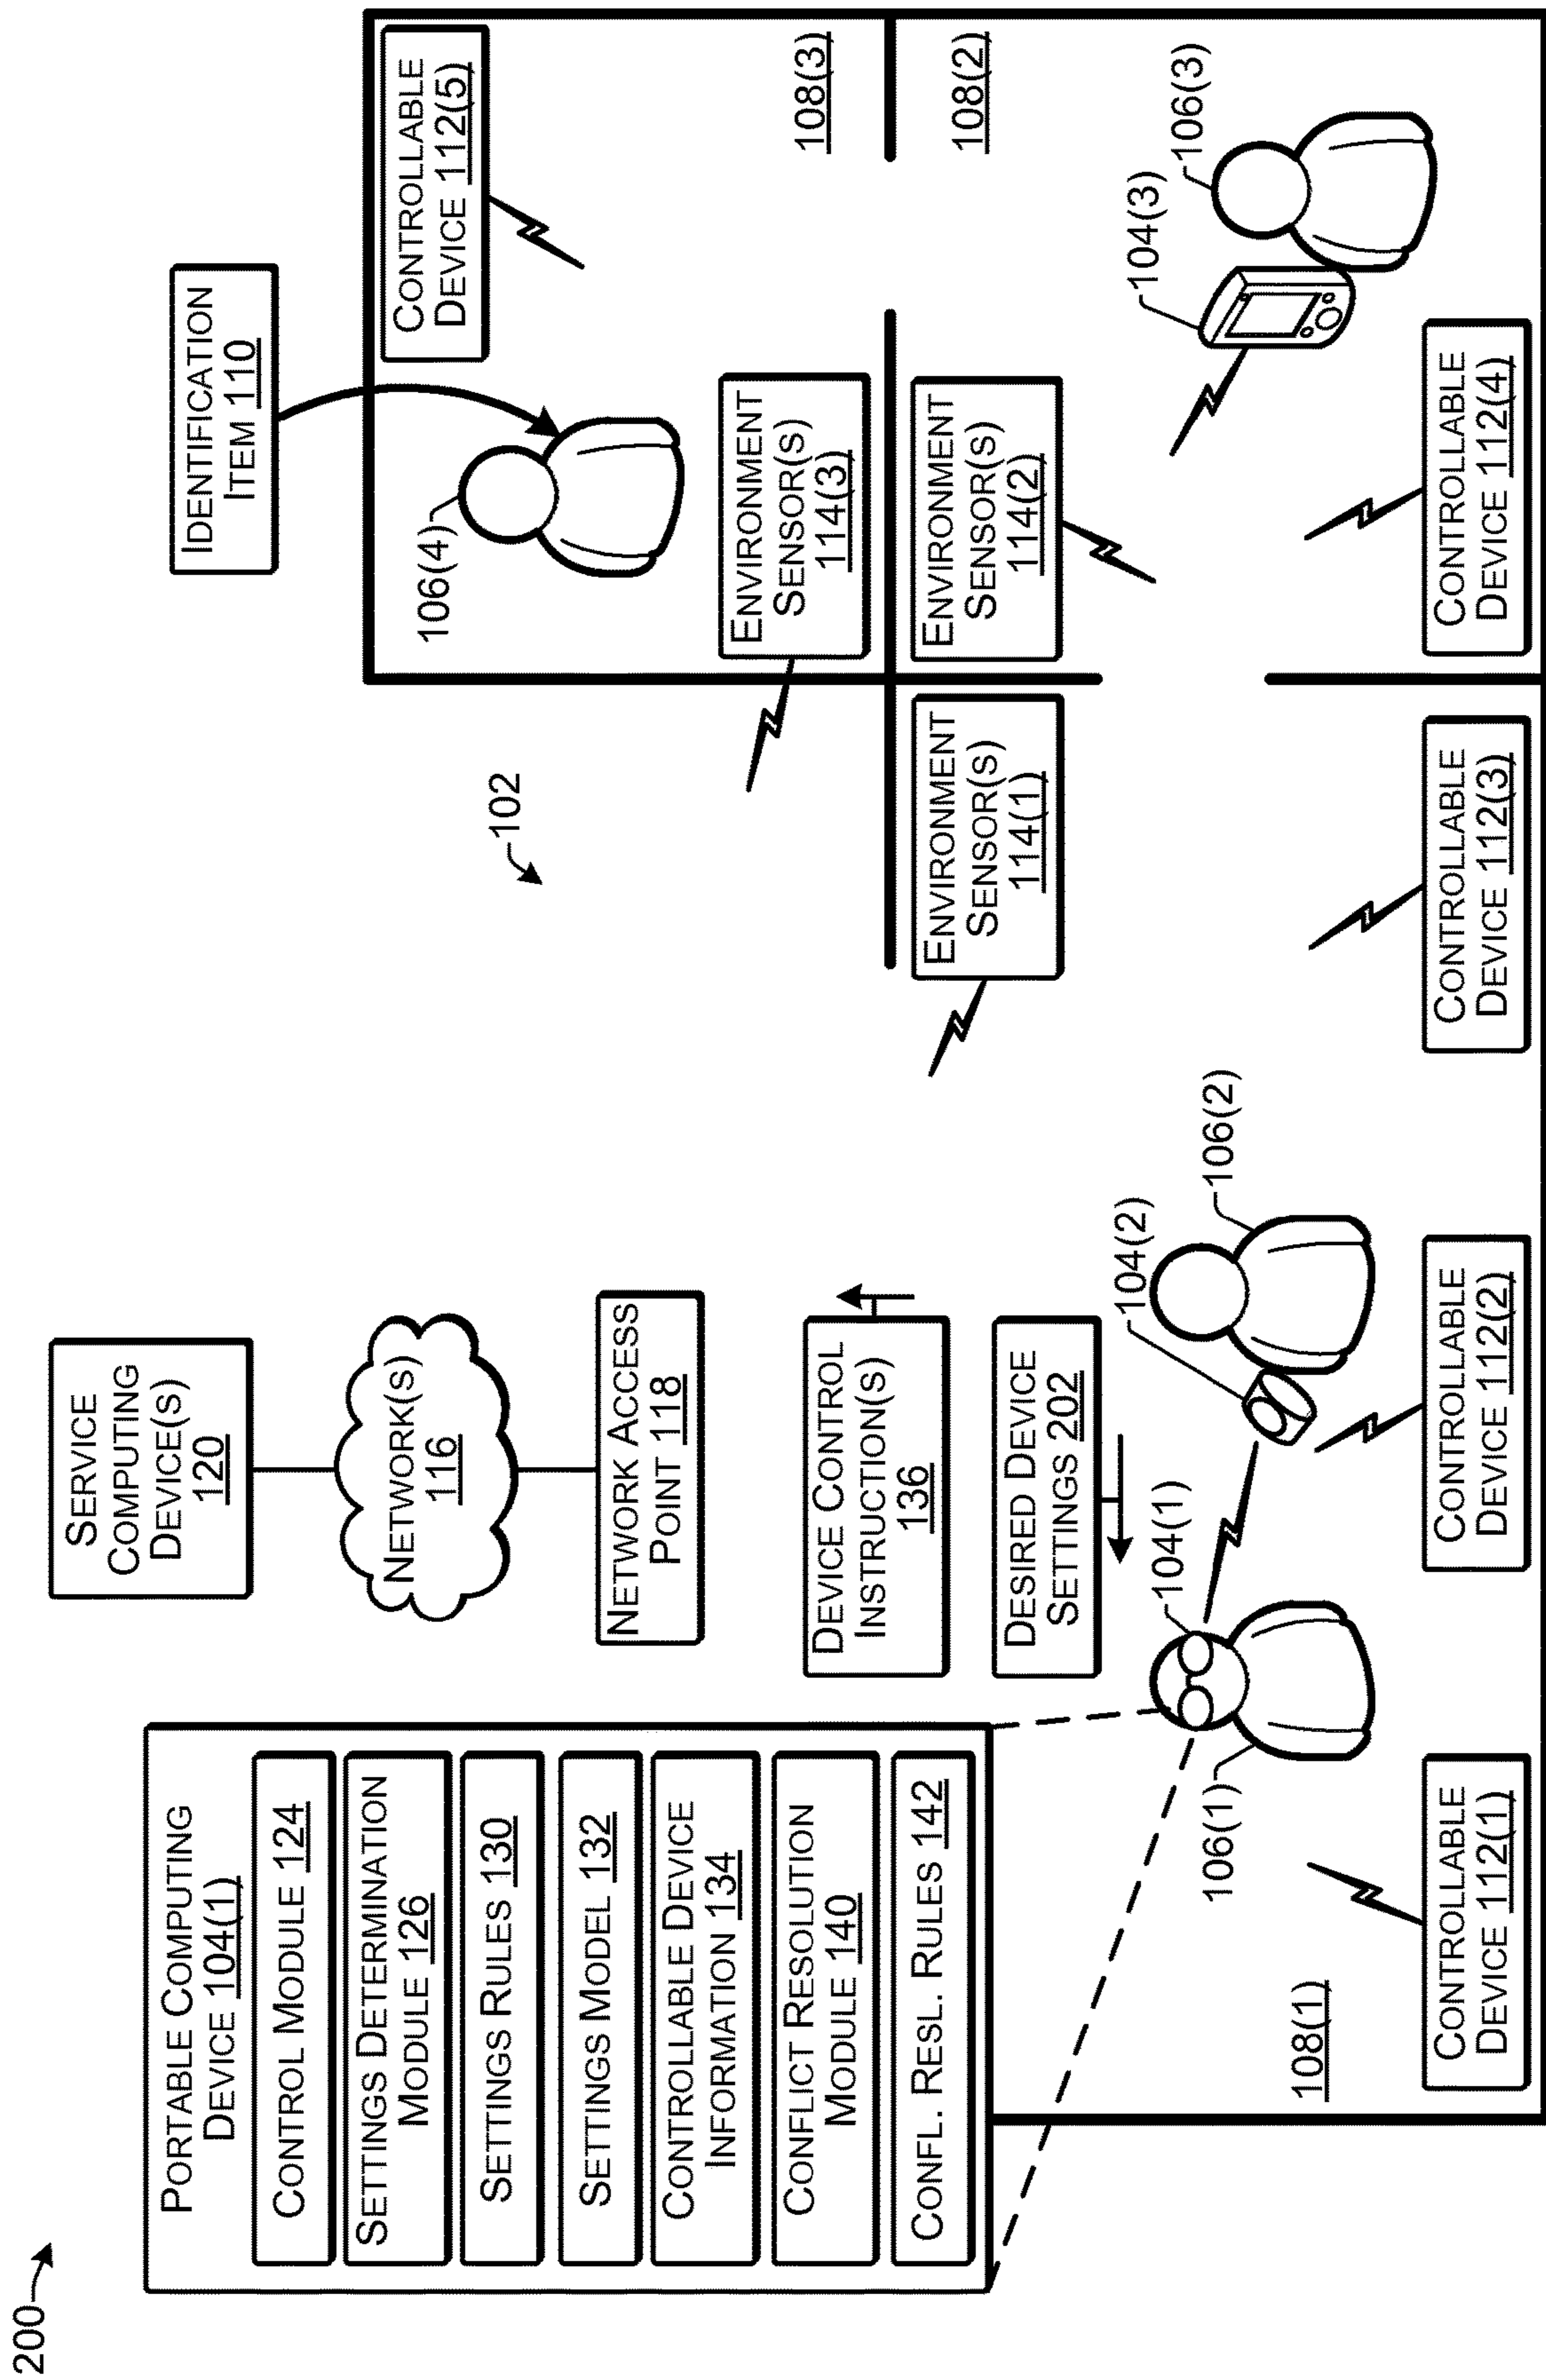 200
PORTABLE COMPUTING
DEVICE 104(1)
CONTROL MODULE 124
SETTINGS DETERMINATION
MODULE 126
SETTINGS RULES 130
SETTINGS MODEL 132
CONTROLLABLE DEVICE
INFORMATION 134
CONFLICT RESOLUTION
MODULE 140
CONFL. RESL. RULES 142
SERVICE
COMPUTING
DEVICE(S)
120
NETWORK(S)
116
NETWORK ACCESS
POINT 118
DEVICE CONTROL
INSTRUCTION(S)
136
DESIRED DEVICE
SETTINGS 202
102
IDENTIFICATION
ITEM 110
CONTROLLABLE
DEVICE 112(5)
106(4)
108(3)
ENVIRONMENT
SENSOR(S)
114(3)
ENVIRONMENT
SENSOR(S)
114(1)
ENVIRONMENT
SENSOR(S)
114(2)
108(2)
104(3)
106(3)
104(1)
104(2)
106(1)
106(2)
108(1)
CONTROLLABLE
DEVICE 112(1)
CONTROLLABLE
DEVICE 112(2)
CONTROLLABLE
DEVICE 112(3)
CONTROLLABLE
DEVICE 112(4)